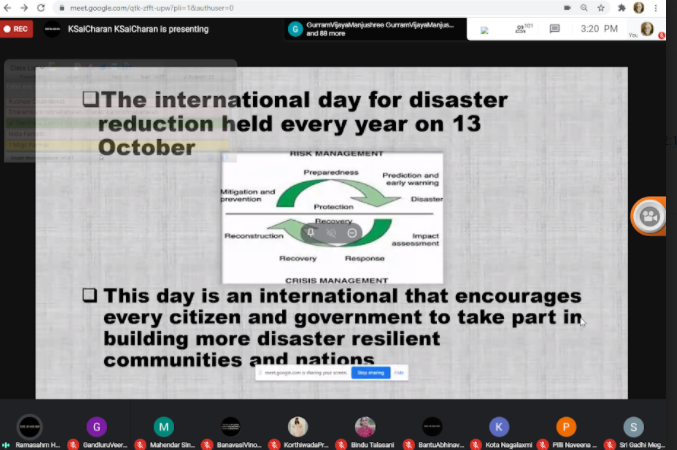 meet.google.com/qfk-zfft-upw?pli=1&authuser=0
REC
KSaiCharan KSaiCharan is presenting
G
GurramVijayaManjushree GurramVijayaManjus...
and 88 more
3:20 PM
You
❑The international day for disaster
reduction held every year on 13
October
RISK MANAGEMENT
Preparedness
Prediction and
early warning
Mitigation and
prevention
Disaster
Protection
Recovery
Reconstruction
Impact
assessment
Recovery
Response
CRISIS MANAGEMENT
❑ This day is an international that encourages
every citizen and government to take part in
building more disaster resilient
communities and nations
meet.google.com is sharing your screen.
Stop sharing
Hide
G
M
K
P
S
Ramasahm H...
GandluruVeer...
Mahender Sin...
BanavasiVino...
KorthiwadaPr...
Bindu Talasani
BantuAbhinav...
Kota Nagalaxmi
Pilli Naveena ...
Sri Gadhi Meg...